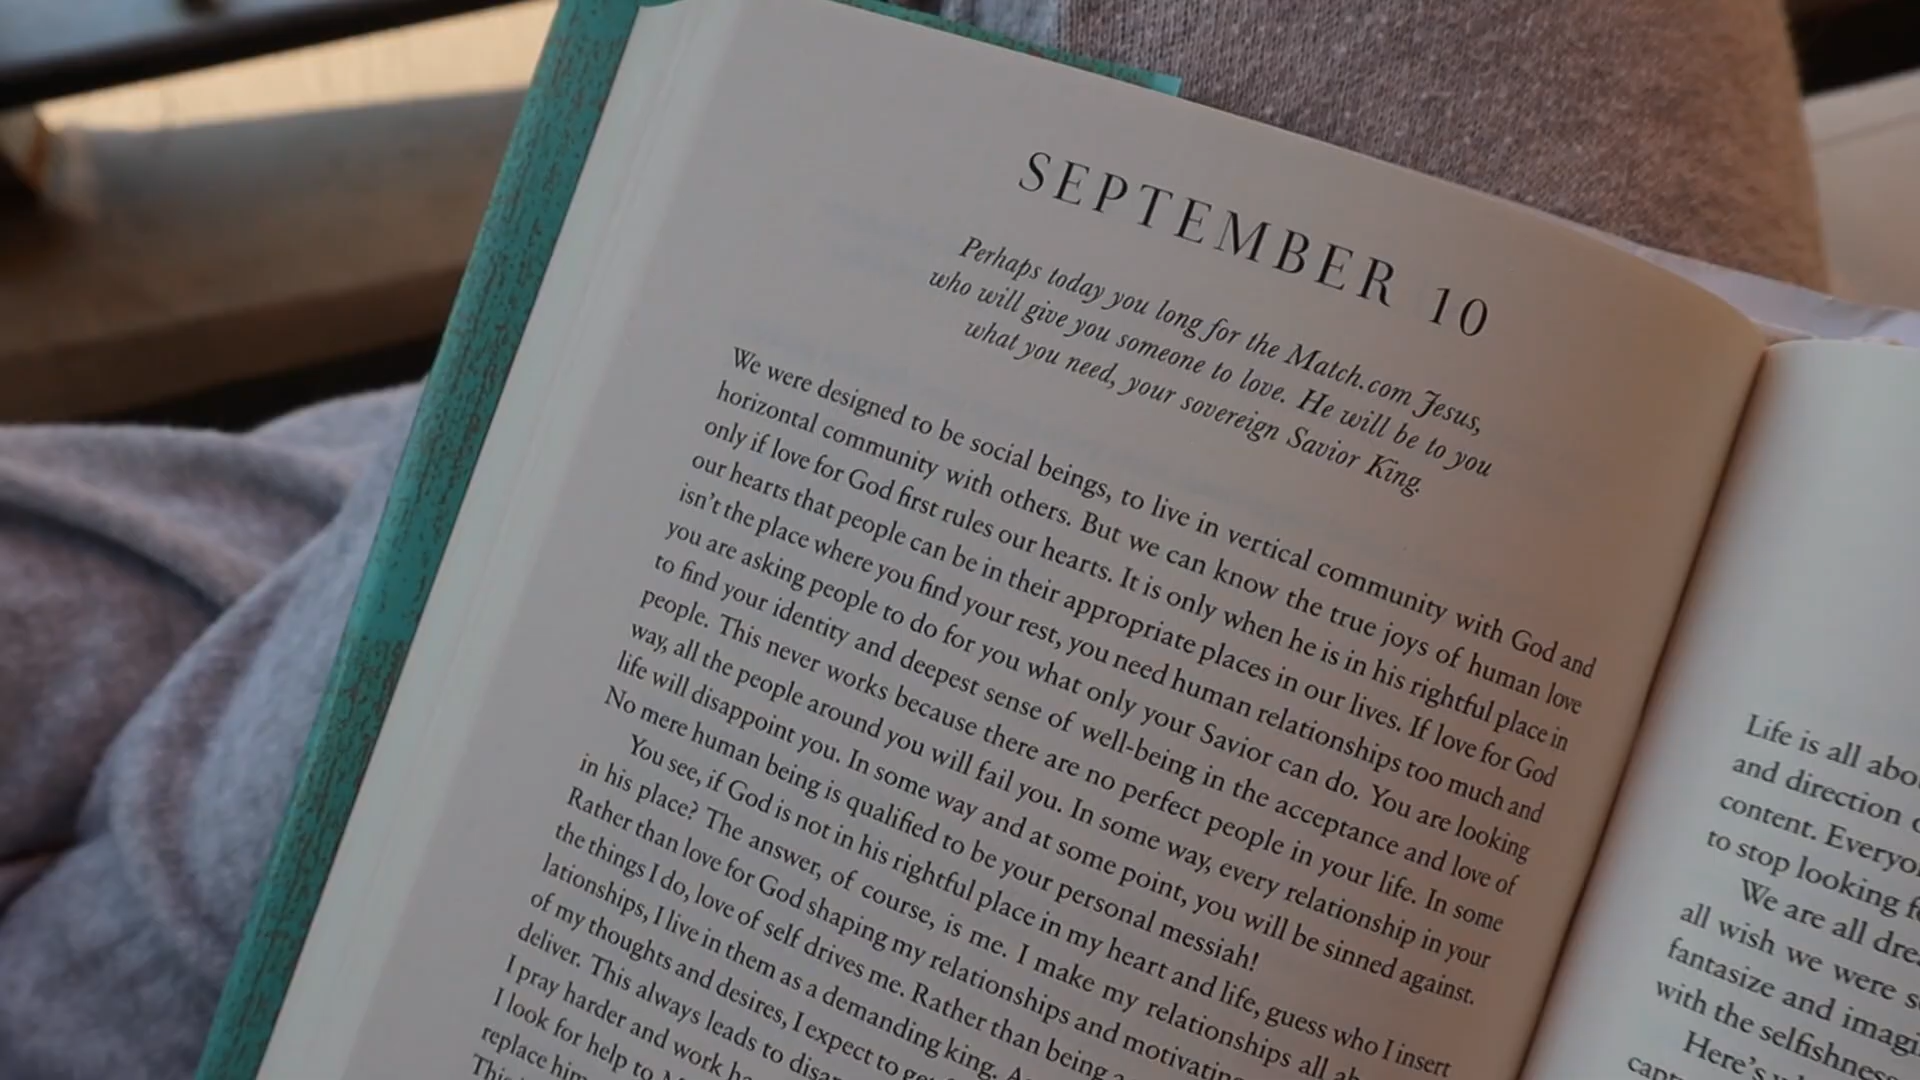 SEPTEMBER 10
Perhaps today you long for the Match.com Jesus,
who will give you someone to love. He will be to you
what you need, your sovereign Savior King.
We were designed to be social beings, to live in vertical community with God and
horizontal community with others. But we can know the true joys of human love
only if love for God first rules our hearts. It is only when he is in his rightful place in
our hearts that people can be in their appropriate places in our lives. If love for God
isn't the place where you find your rest, you need human relationships too much and
you are asking people to do for you what only your Savior can do. You are looking
to find your identity and deepest sense of well-being in the acceptance and love of
people. This never works because there are no perfect people in your life. In some
way, all the people around you will fail you. In some way, every relationship in your
life will disappoint you. In some way and at some point, you will be sinned against.
No mere human being is qualified to be your personal messiah!
You see, if God is not in his rightful place in my heart and life, guess who I insert
in his place? The answer, of course, is me. I make my relationships all
Rather than love for God shaping my relationships and motivating
the things I do, love of self drives me. Rather than being
lationships, I live in them as a demanding king.
of my thoughts and desires, I expect to
deliver. This always leads to
I pray harder and work
I look for help to
replace him
Life is all
and direction
content.
to stop looking
We are all
all wish we were
fantasize and
with the selfishness
Here's